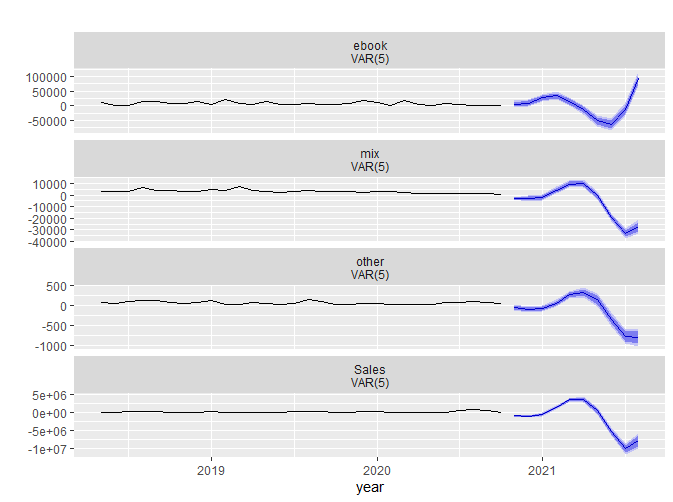 ebook
VAR(5)
100000
50000
0
-50000
mix
VAR(5)
10000
0
-10000
-20000
-30000
-40000
other
VAR(5)
500
0
-500
-1000
Sales
VAR(5)
5e+06
0e+00
-5e+06
-1e+07
2019 2020 2021
year